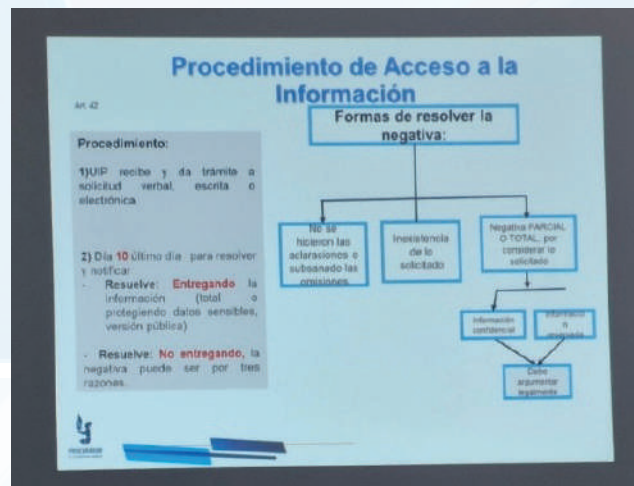 Procedimiento de Acceso a la
Información
Art. 42
Procedimiento:
1)UIP recibe y da trámite a
solicitud verbal, escrita o
electrónica
2) Día 10 último día para resolver
y notificar
- Resuelve: Entregando la
información (total o
protegiendo datos sensibles,
versión pública)
- Resuelve: No entregando, la
negativa puede ser por tres
razones.
Formas de resolver la
negativa:
No se
hicieron las
aclaraciones o
subsanado las
omisiones
Inexistencia
de lo
solicitado
Negativa PARCIAL
O TOTAL, por
considerar lo
solicitado
Información
confidencial
Debe
argumentar
legalmente